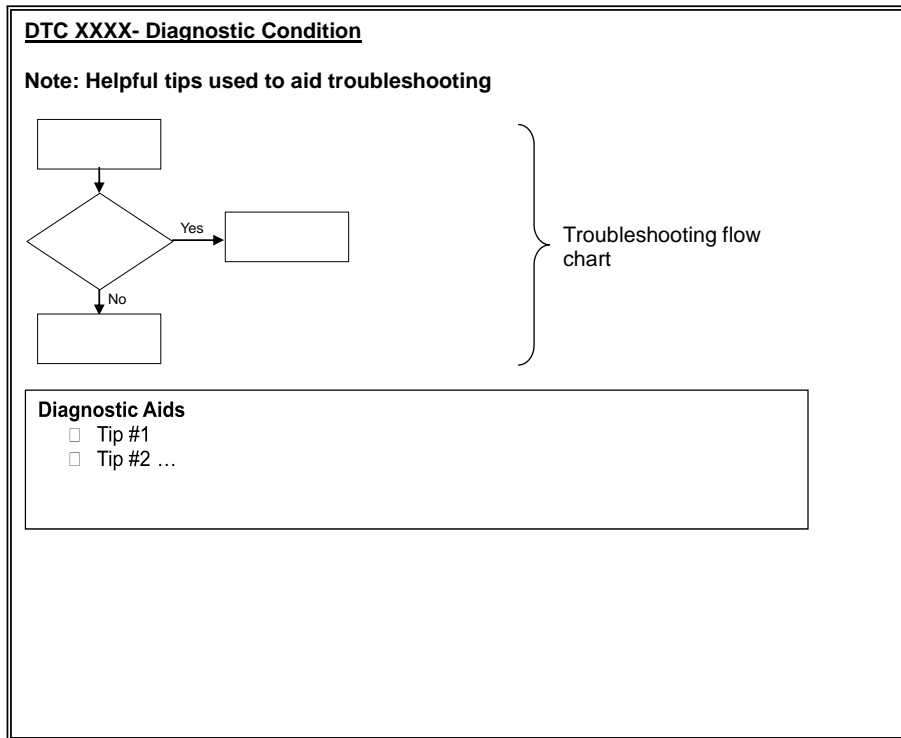 DTC XXXX- Diagnostic Condition
Note: Helpful tips used to aid troubleshooting
Yes
No
Troubleshooting flow
chart
Diagnostic Aids
Tip #1
Tip #2 …